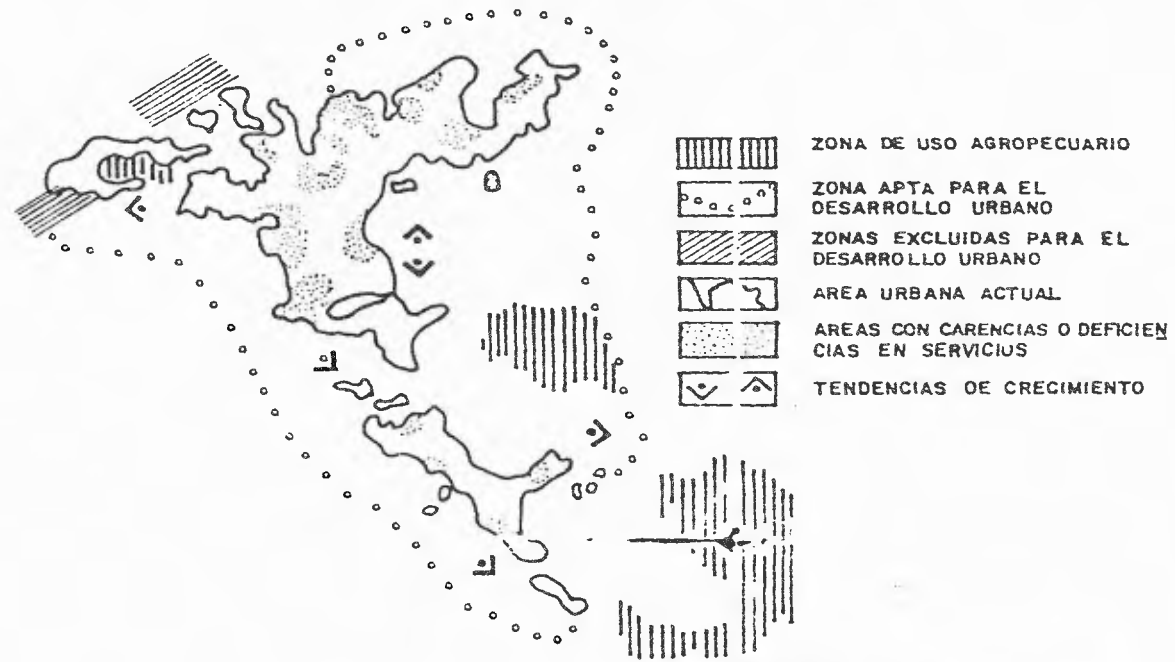 ZONA DE USO AGROPECUARIO
ZONA APTA PARA EL
DESARROLLO URBANO
ZONAS EXCLUIDAS PARA EL
DESARROLLO URBANO
AREA URBANA ACTUAL
AREAS CON CARENCIAS O DEFICIEN
CIAS EN SERVICIOS
TENDENCIAS DE CRECIMIENTO